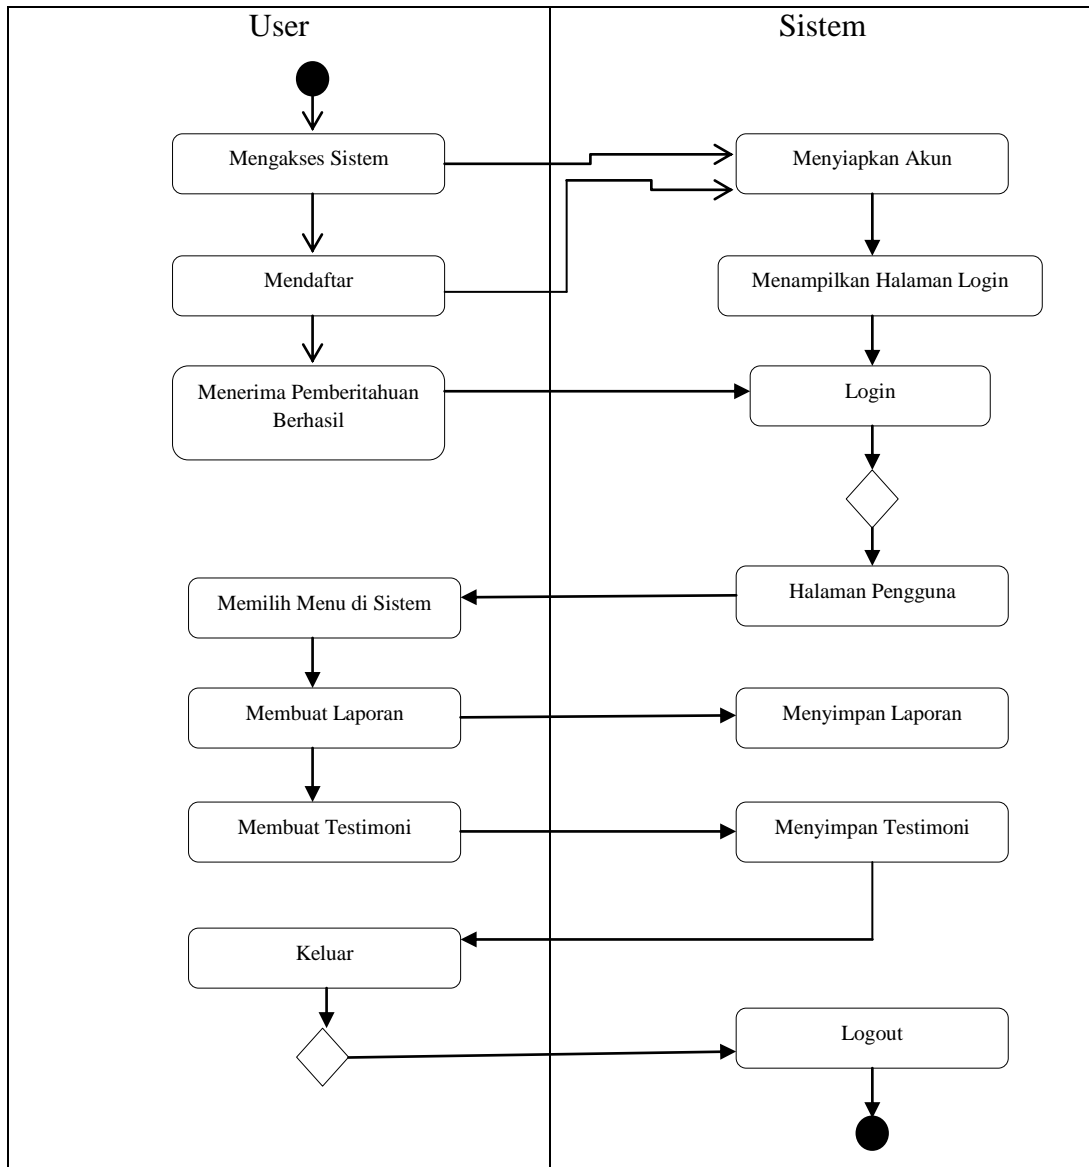 User
Sistem
Mengakses Sistem
Menyiapkan Akun
Mendaftar
Menampilkan Halaman Login
Menerima Pemberitahuan
Berhasil
Login
Memilih Menu di Sistem
Halaman Pengguna
Membuat Laporan
Menyimpan Laporan
Membuat Testimoni
Menyimpan Testimoni
Keluar
Logout